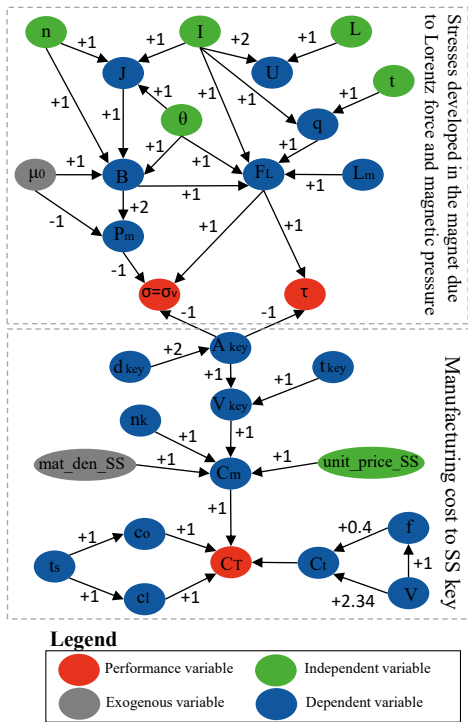 n
I
L
+1
+1
+2
+1
J
U
t
+1
+1
+1
+1
+1
+1
θ
q
+1
+1
+1
μ0
+1
B
+1
FL
+1
Lm
-1
+2
Pm
+1
+1
-1
σ=σv
τ
-1
-1
Stresses developed in the magnet due
to Lorentz force and magnetic pressure
A key
+2
d key
+1
t key
+1
V key
nk
+1
+1
mat_den_SS
+1
Cm
+1
unit_price_SS
+1
co
+1
+1
ts
CT
Ct
+0.4
f
+1
+1
cl
+1
+2.34
V
Manufacturing cost to SS key
Legend
Performance variable
Independent variable
Exogenous variable
Dependent variable